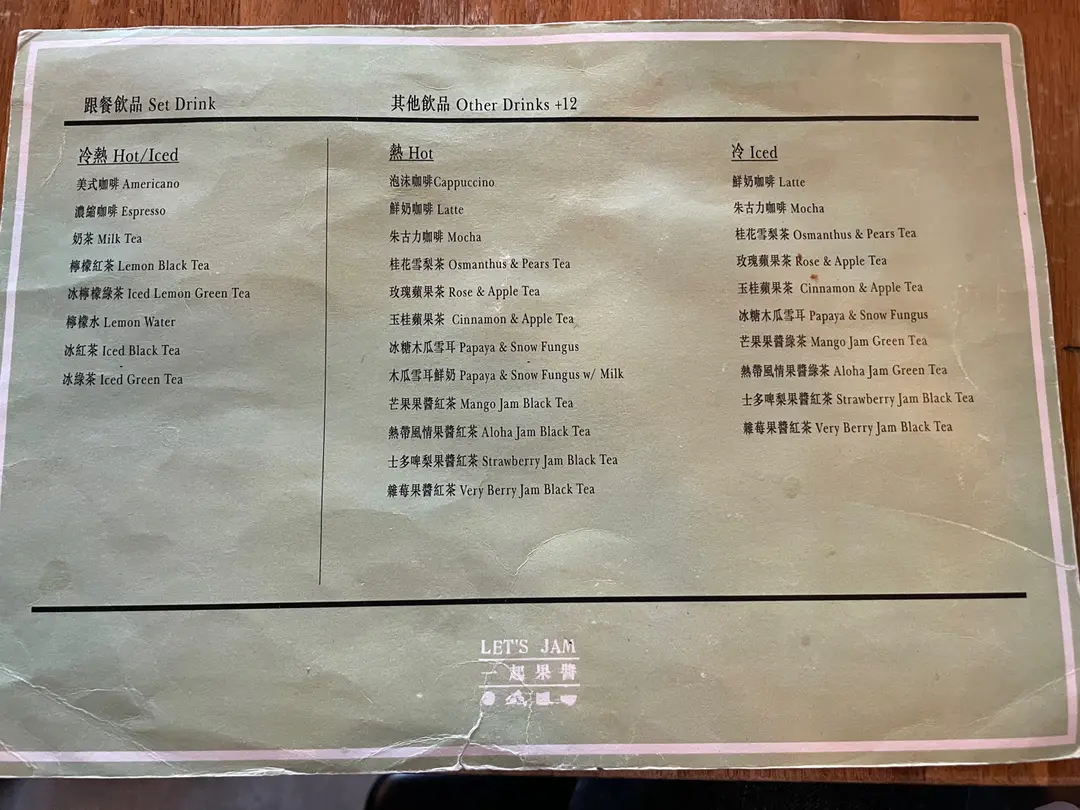 跟餐飲品 Set Drink
其他飲品 Other Drinks +12
冷熱 Hot/Iced
美式咖啡 Americano
濃縮咖啡 Espresso
奶茶 Milk Tea
檸檬紅茶 Lemon Black Tea
冰檸檬綠茶 Iced Lemon Green Tea
檸檬水 Lemon Water
冰紅茶 Iced Black Tea
冰綠茶 Iced Green Tea
熱 Hot
泡沫咖啡Cappuccino
鮮奶咖啡 Latte
朱古力咖啡 Mocha
桂花雪梨茶 Osmanthus & Pears Tea
玫瑰蘋果茶 Rose & Apple Tea
玉桂蘋果茶 Cinnamon & Apple Tea
冰糖木瓜雪耳 Papaya & Snow Fungus
木瓜雪耳鮮奶 Papaya & Snow Fungus w/ Milk
芒果果醬紅茶 Mango Jam Black Tea
熱帶風情果醬紅茶 Aloha Jam Black Tea
士多啤梨果醬紅茶 Strawberry Jam Black Tea
雜莓果醬紅茶 Very Berry Jam Black Tea
冷 Iced
鮮奶咖啡 Latte
朱古力咖啡 Mocha
桂花雪梨茶 Osmanthus & Pears Tea
玫瑰蘋果茶 Rose & Apple Tea
玉桂蘋果茶 Cinnamon & Apple Tea
冰糖木瓜雪耳 Papaya & Snow Fungus
芒果果醬綠茶 Mango Jam Green Tea
熱帶風情果醬綠茶 Aloha Jam Green Tea
士多啤梨果醬紅茶 Strawberry Jam Black Tea
雜莓果醬紅茶 Very Berry Jam Black Tea
LET'S JAM
一起果醬